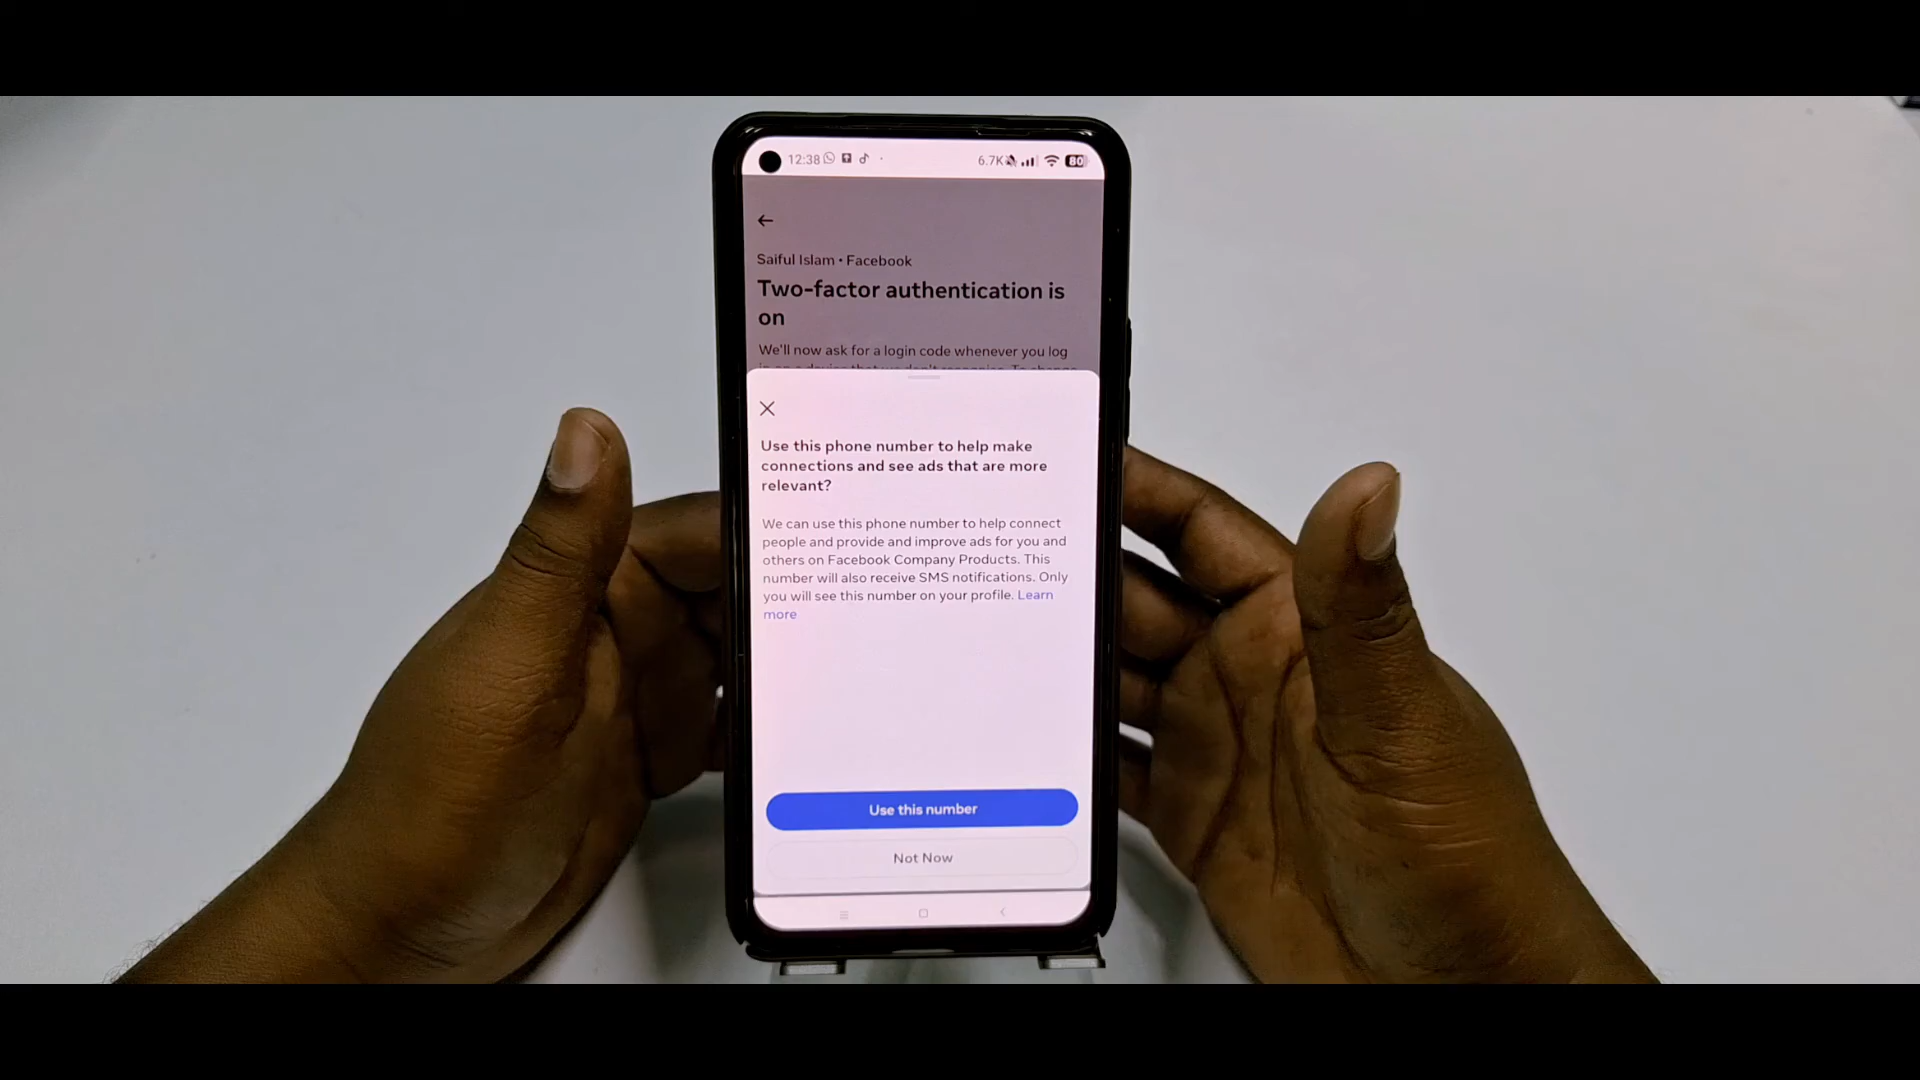 12:38 6.7K 80
Saiful Islam • Facebook
Two-factor authentication is
on
We'll now ask for a login code whenever you log
Use this phone number to help make
connections and see ads that are more
relevant?
We can use this phone number to help connect
people and provide and improve ads for you and
others on Facebook Company Products. This
number will also receive SMS notifications. Only
you will see this number on your profile. Learn
more
Use this number
Not Now